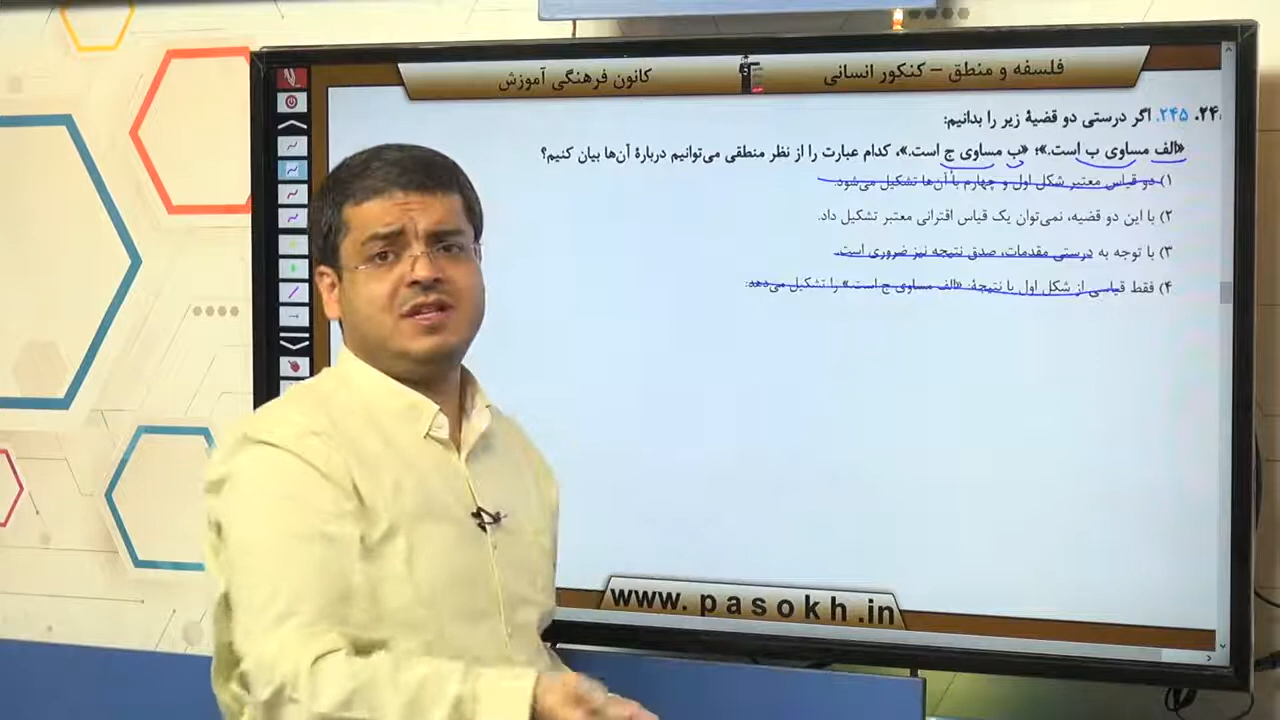 فلسفه و منطق – کنکور انسانی
کانون فرهنگی آموزش
۲۴۵. اگر درستی دو قضیهٔ زیر را بدانیم:
«الف مساوی ب است.»؛ «ب مساوی ج است.»، کدام عبارت را از نظر منطقی می‌توانیم دربارهٔ آن‌ها بیان کنیم؟
۱) دو قیاس معتبر شکل اول و چهارم با آن‌ها تشکیل می‌شود.
۲) با این دو قضیه، نمی‌توان یک قیاس اقترانی معتبر تشکیل داد.
۳) با توجه به درستی مقدمات، صدق نتیجه نیز ضروری است.
۴) فقط قیاسی از شکل اول با نتیجهٔ: «الف مساوی ج است.» را تشکیل می‌دهد.
www.pasokh.in